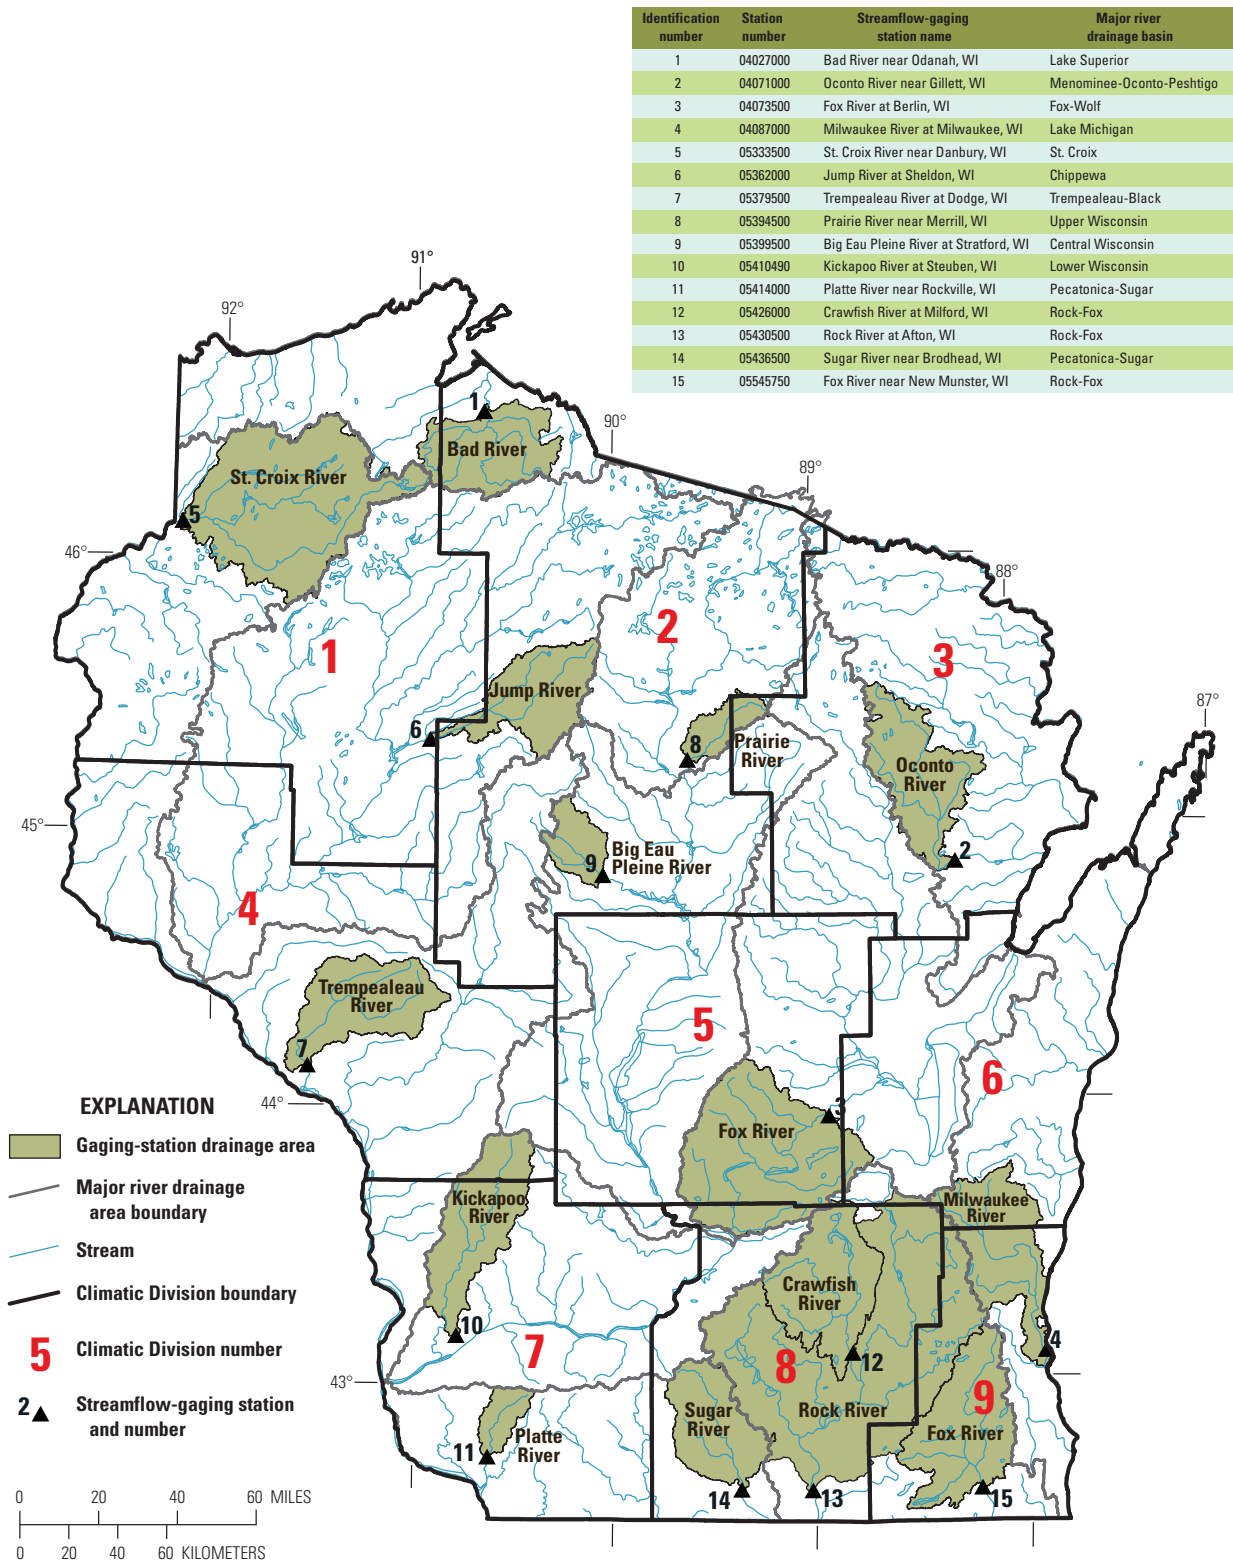 Identification number Station number Streamflow-gaging station name Major river drainage basin
1 04027000 Bad River near Odanah, WI Lake Superior
2 04071000 Oconto River near Gillett, WI Menominee-Oconto-Peshtigo
3 04073500 Fox River at Berlin, WI Fox-Wolf
4 04087000 Milwaukee River at Milwaukee, WI Lake Michigan
5 05333500 St. Croix River near Danbury, WI St. Croix
6 05362000 Jump River at Sheldon, WI Chippewa
7 05379500 Trempealeau River at Dodge, WI Trempealeau-Black
8 05394500 Prairie River near Merrill, WI Upper Wisconsin
9 05399500 Big Eau Pleine River at Stratford, WI Central Wisconsin
10 05410490 Kickapoo River at Steuben, WI Lower Wisconsin
11 05414000 Platte River near Rockville, WI Pecatonica-Sugar
12 05426000 Crawfish River at Milford, WI Rock-Fox
13 05430500 Rock River at Afton, WI Rock-Fox
14 05436500 Sugar River near Brodhead, WI Pecatonica-Sugar
15 05545750 Fox River near New Munster, WI Rock-Fox
91°
92°
1
90°
Bad River
89°
St. Croix River
5
46°
88°
2
1
3
Jump River
87°
6
8
Prairie
River
Oconto
River
45°
2
Big Eau
Pleine River
9
4
Trempealeau
River
5
7
6
44°
3
Fox River
Kickapoo
River
Milwaukee
River
Crawfish
River
10
7
12
4
8
43°
9
Sugar
River
Rock River
Fox River
Platte
River
11
14
13
15
EXPLANATION
Gaging-station drainage area
Major river drainage
area boundary
Stream
Climatic Division boundary
5 Climatic Division number
2 Streamflow-gaging station
and number
0 20 40 60 MILES
0 20 40 60 KILOMETERS